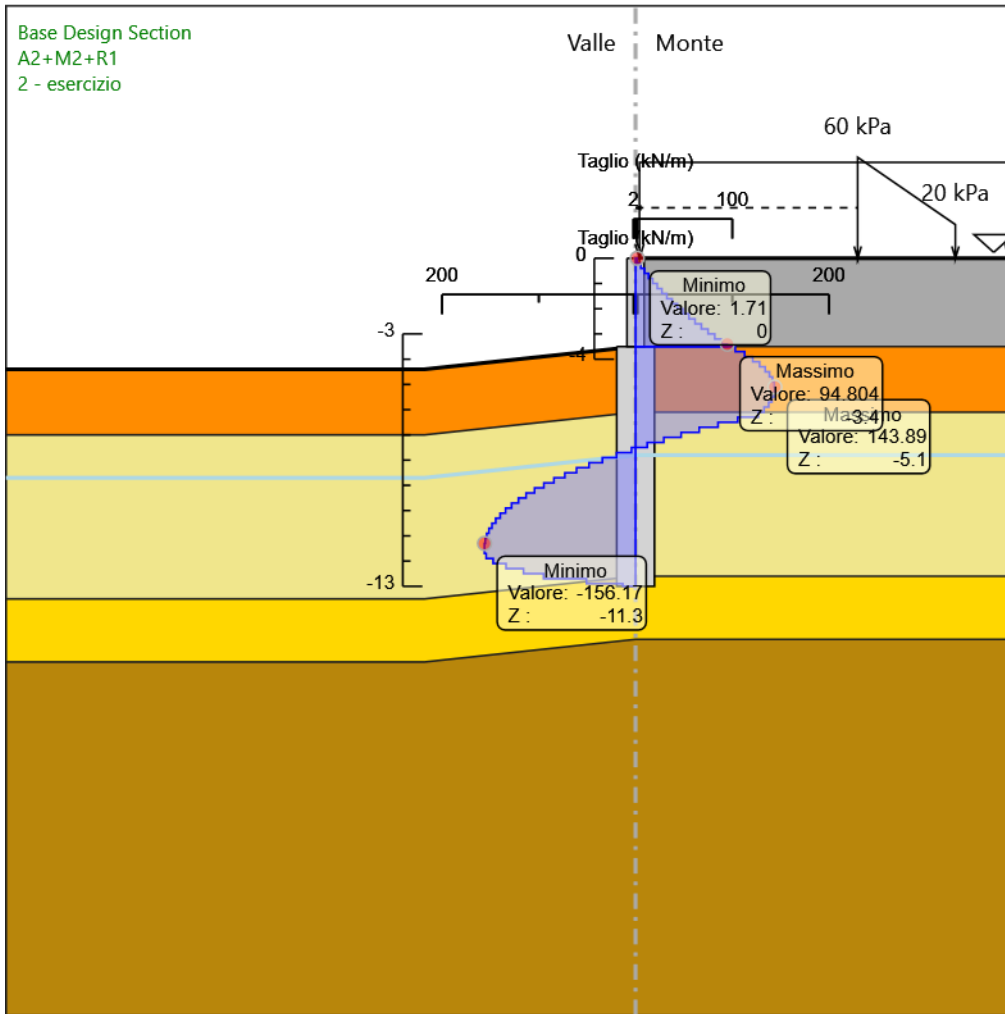 Base Design Section
A2+M2+R1
2 - esercizio
Valle
Monte
60 kPa
Taglio (kN/m)
20 kPa
2
100
Taglio (kN/m)
0
200
200
Minimo
Valore: 1.71
Z : 0
-3
-4
Massimo
Valore: 94.804
Z : -3.4
Massimo
Valore: 143.89
Z : -5.1
-13
Minimo
Valore: -156.17
Z : -11.3